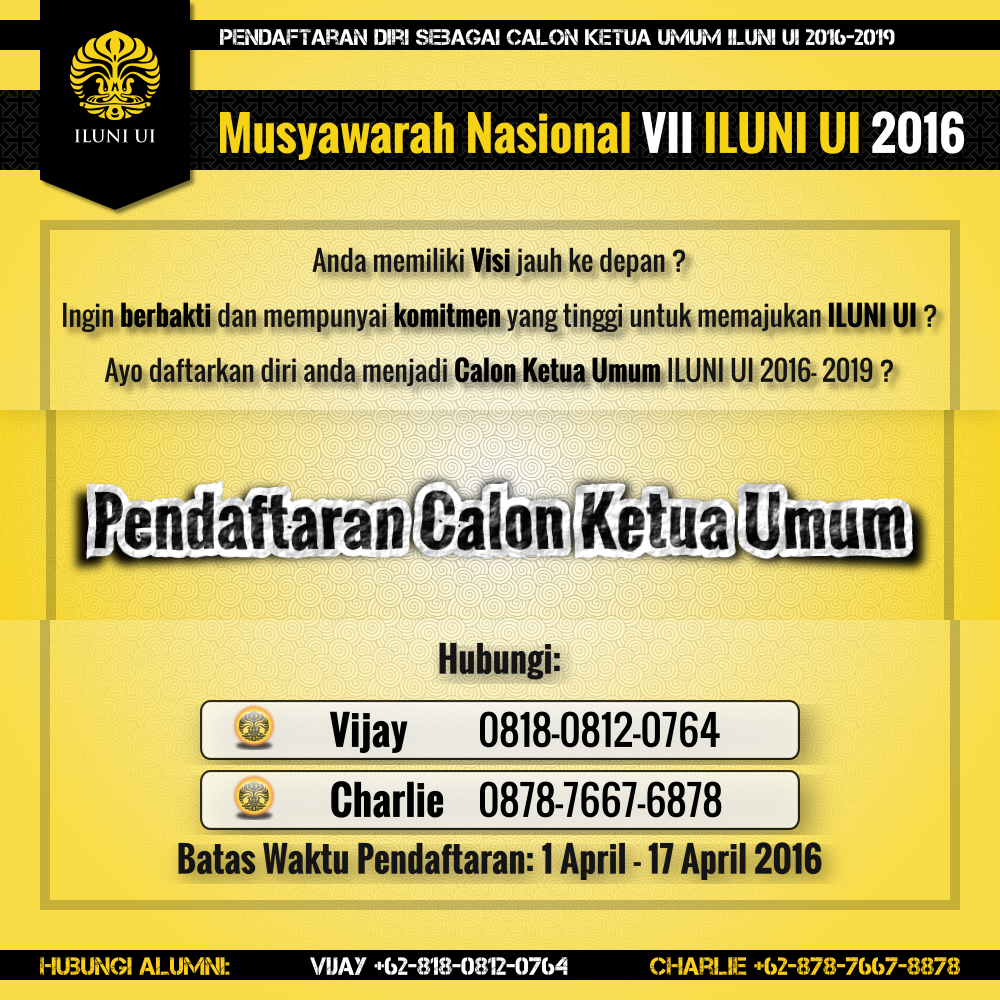 PENDAFTARAN DIRI SEBAGAI CALON KETUA UMUM ILUNI UI 2016-2019
ILUNI UI
Musyawarah Nasional VII ILUNI UI 2016
Anda memiliki Visi jauh ke depan ?
Ingin berbakti dan mempunyai komitmen yang tinggi untuk memajukan ILUNI UI ?
Ayo daftarkan diri anda menjadi Calon Ketua Umum ILUNI UI 2016- 2019 ?
Pendaftaran Calon Ketua Umum
Hubungi:
Vijay 0818-0812-0764
Charlie 0878-7667-6878
Batas Waktu Pendaftaran: 1 April - 17 April 2016
HUBUNGI ALUMNI: VIJAY +62-818-0812-0764 CHARLIE +62-878-7667-8878